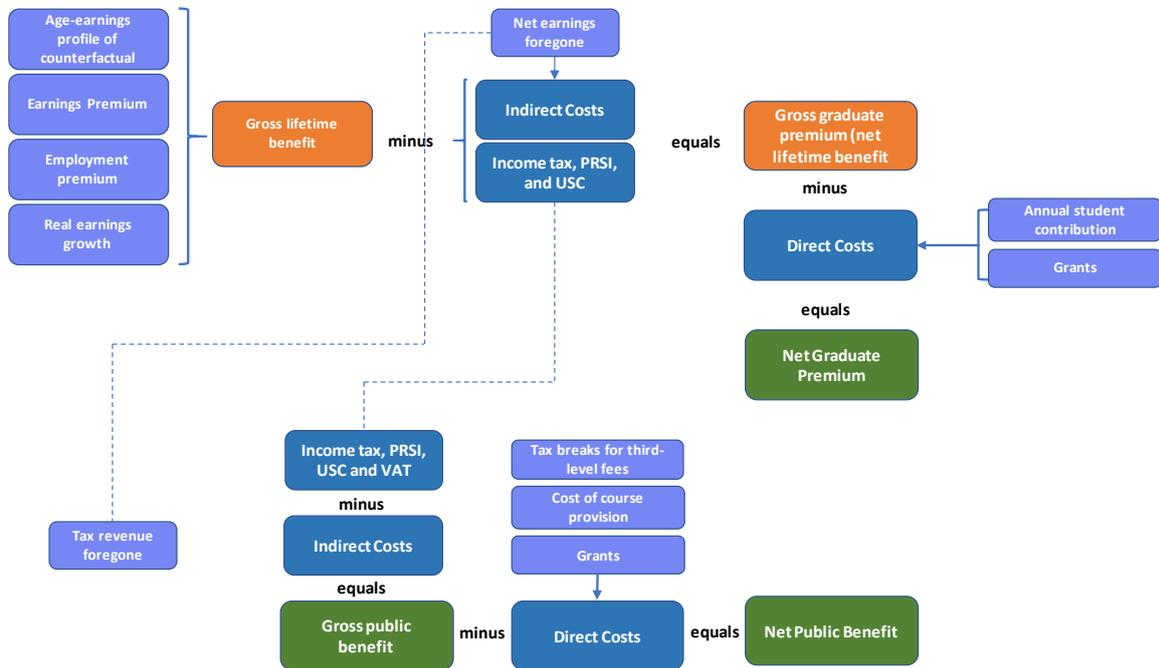 Age-earnings
profile of
counterfactual
Earnings Premium
Employment
premium
Real earnings
growth
Gross lifetime
benefit
minus
Net earnings
foregone
Indirect Costs
Income tax, PRSI,
and USC
equals
Gross graduate
premium (net
lifetime benefit
minus
Direct Costs
Annual student
contribution
Grants
equals
Net Graduate
Premium
Tax revenue
foregone
Income tax, PRSI,
USC and VAT
minus
Indirect Costs
equals
Gross public
benefit
minus
Tax breaks for third-
level fees
Cost of course
provision
Grants
Direct Costs
equals
Net Public Benefit